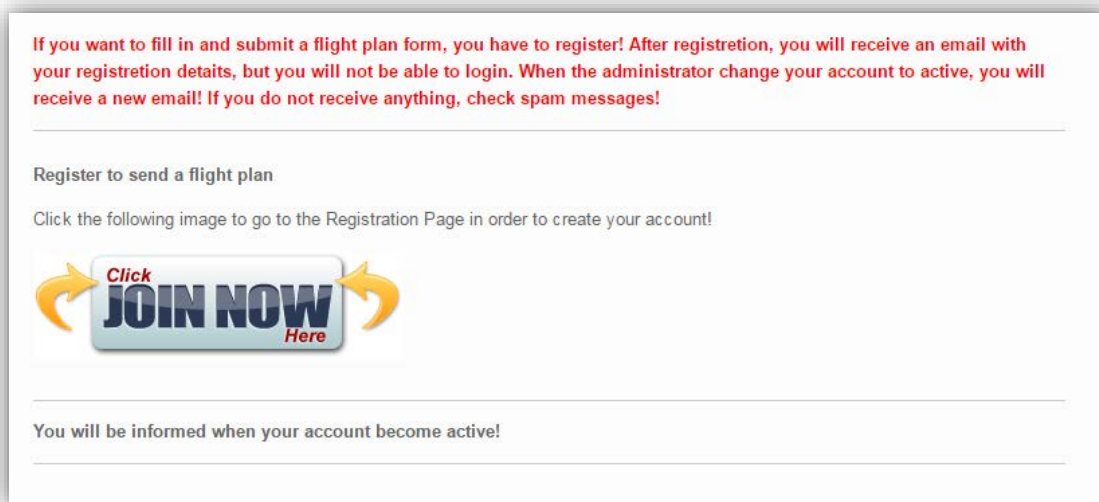 If you want to fill in and submit a flight plan form, you have to register! After registretion, you will receive an email with
your registretion detaits, but you will not be able to login. When the administrator change your account to active, you will
receive a new email! If you do not receive anything, check spam messages!
Register to send a flight plan
Click the following image to go to the Registration Page in order to create your account!
Click
JOIN NOW
Here
You will be informed when your account become active!